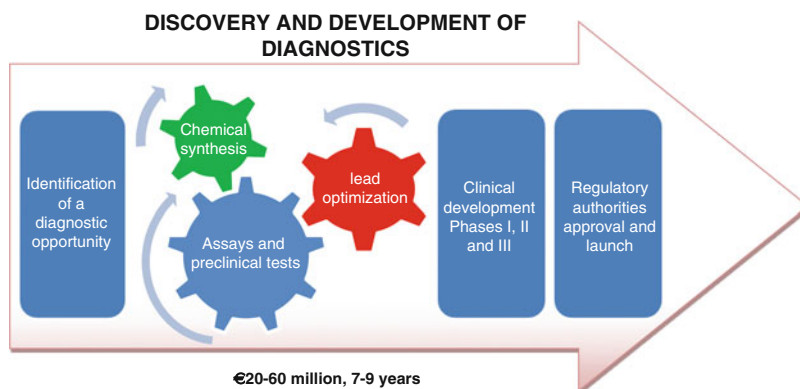 DISCOVERY AND DEVELOPMENT OF
DIAGNOSTICS
Identification
of a
diagnostic
opportunity
Chemical
synthesis
Assays and
preclinical tests
lead
optimization
Clinical
development
Phases I, II
and III
Regulatory
authorities
approval and
launch
€20-60 million, 7-9 years